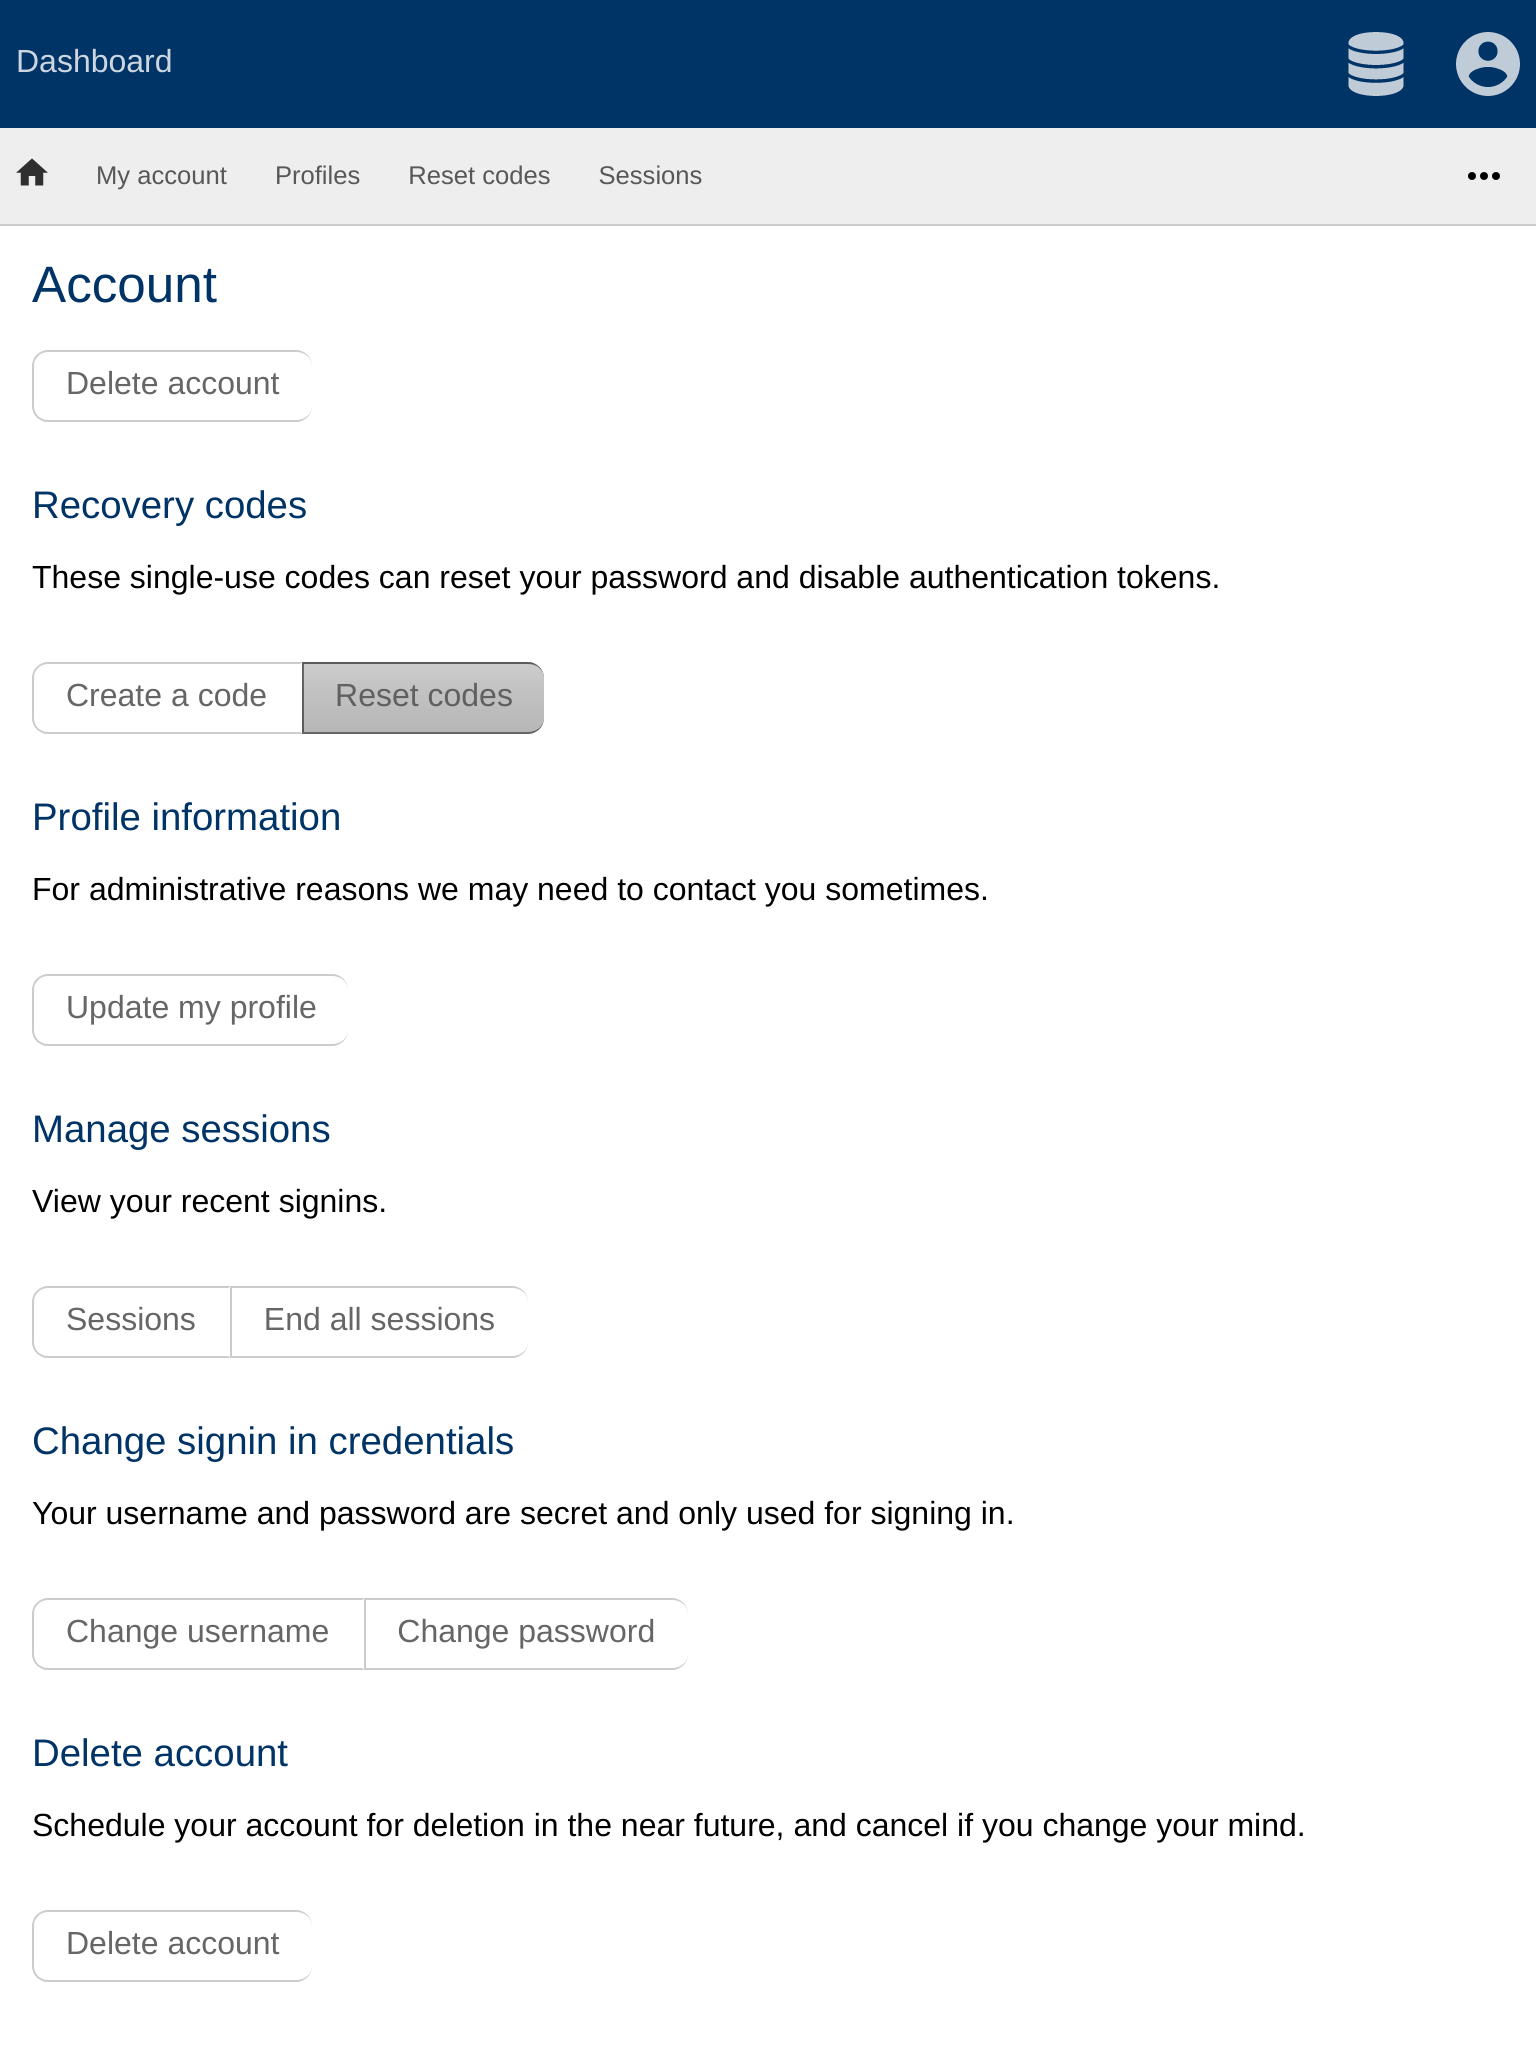 Dashboard
My account Profiles Reset codes Sessions
Account
Delete account
Recovery codes
These single-use codes can reset your password and disable authentication tokens.
Create a code Reset codes
Profile information
For administrative reasons we may need to contact you sometimes.
Update my profile
Manage sessions
View your recent signins.
Sessions End all sessions
Change signin in credentials
Your username and password are secret and only used for signing in.
Change username Change password
Delete account
Schedule your account for deletion in the near future, and cancel if you change your mind.
Delete account